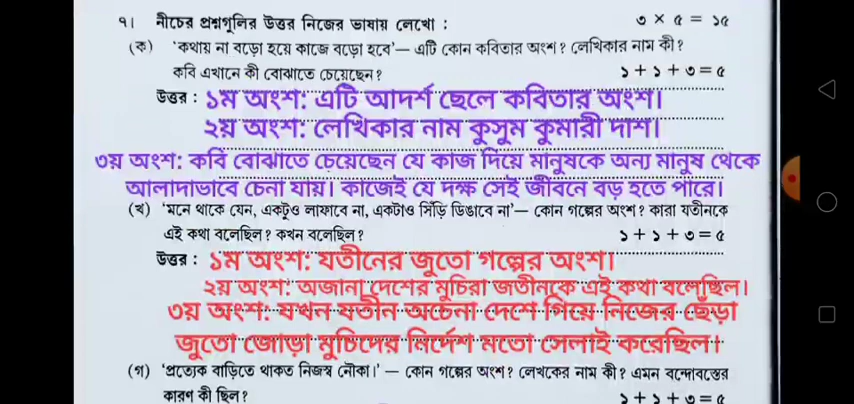 ১। নীচের প্রশ্নগুলির উত্তর নিজের ভাষায় লেখো : ৩ × ৫ = ১৫
(ক) ‘কথায় না বড়ো হয়ে কাজে বড়ো হবে’— এটি কোন কবিতার অংশ? লেখিকার নাম কী?
কবি এখানে কী বোঝাতে চেয়েছেন? ১ + ১ + ৩ = ৫
উত্তর : ১ম অংশ: এটি আদর্শ ছেলে কবিতার অংশ।
২য় অংশ: লেখিকার নাম কুসুম কুমারী দাশ।
৩য় অংশ: কবি বোঝাতে চেয়েছেন যে কাজ দিয়ে মানুষকে অন্য মানুষ থেকে
আলাদাভাবে চেনা যায়। কাজেই যে দক্ষ সেই জীবনে বড় হতে পারে।
(খ) ‘মনে থাকে যেন, একটুও লাফাবে না, একটাও সিঁড়ি ডিঙাবে না’— কোন গল্পের অংশ? কারা যতীনকে
এই কথা বলেছিল? কখন বলেছিল? ১ + ১ + ৩ = ৫
উত্তর : ১ম অংশ: যতীনের জুতো গল্পের অংশ।
২য় অংশ: অজানা দেশের মুচিরা জতীনকে এই কথা বলেছিল।
৩য় অংশ: যখন যতীন অচেনা দেশে গিয়ে নিজের ছেঁড়া
জুতো জোড়া মুচিদের নির্দেশ মতো সেলাই করেছিল।
(গ) ‘প্রত্যেক বাড়িতে থাকত নিজস্ব নৌকা।’ — কোন গল্পের অংশ? লেখকের নাম কী? এমন বন্দোবস্তের
কারণ কী ছিল? ১ + ১ + ৩ = ৫